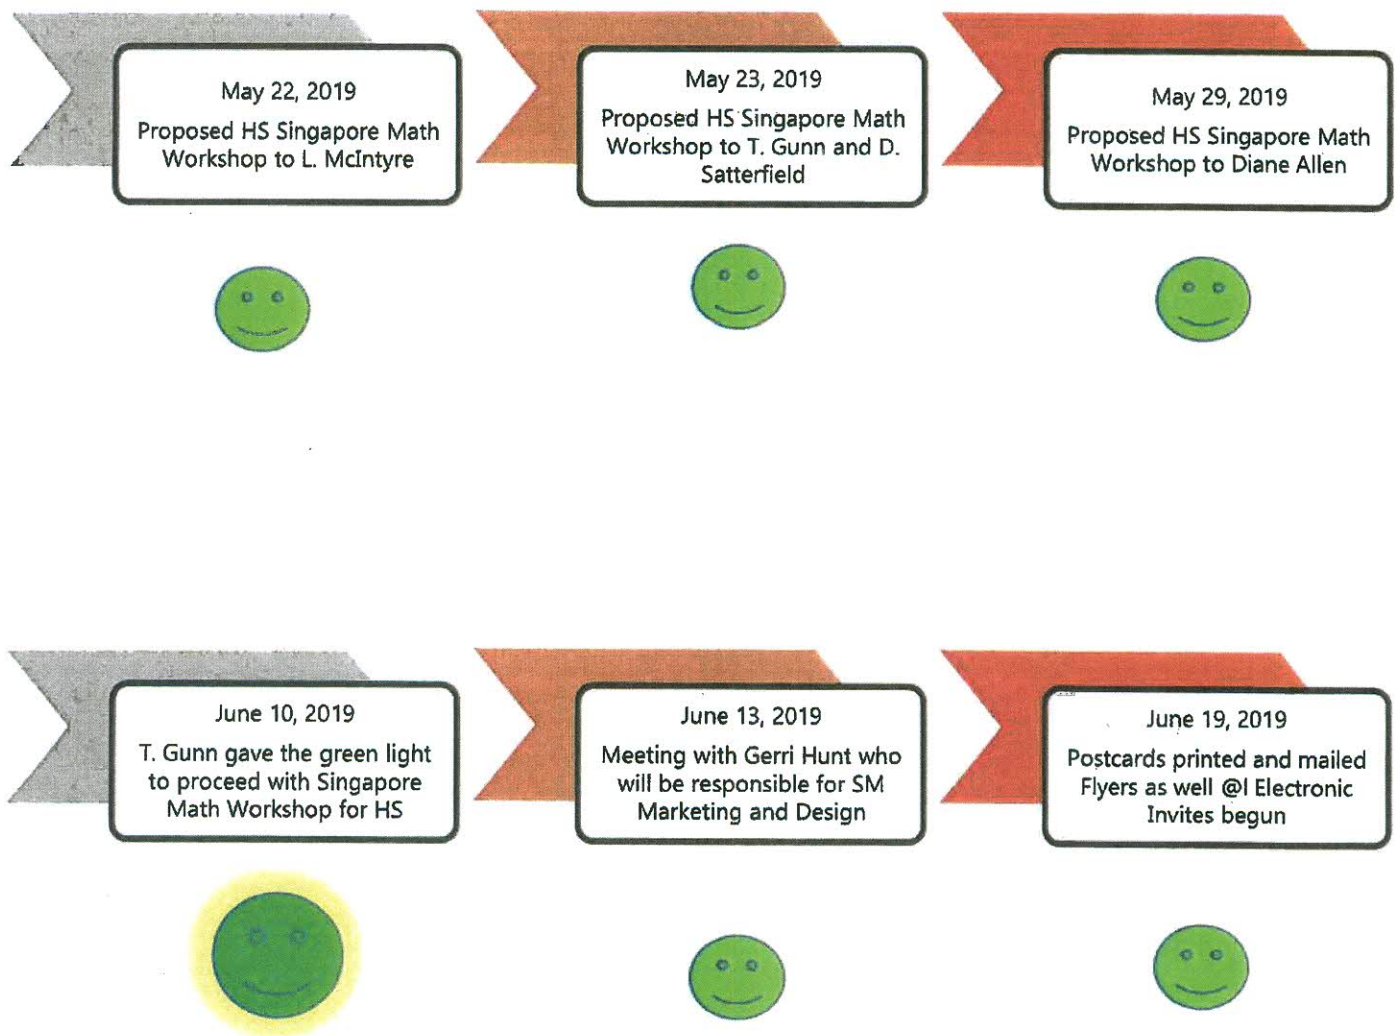 May 22, 2019
Proposed HS Singapore Math
Workshop to L. McIntyre
May 23, 2019
Proposed HS Singapore Math
Workshop to T. Gunn and D.
Satterfield
May 29, 2019
Proposed HS Singapore Math
Workshop to Diane Allen
June 10, 2019
T. Gunn gave the green light
to proceed with Singapore
Math Workshop for HS
June 13, 2019
Meeting with Gerri Hunt who
will be responsible for SM
Marketing and Design
June 19, 2019
Postcards printed and mailed
Flyers as well @l Electronic
Invites begun